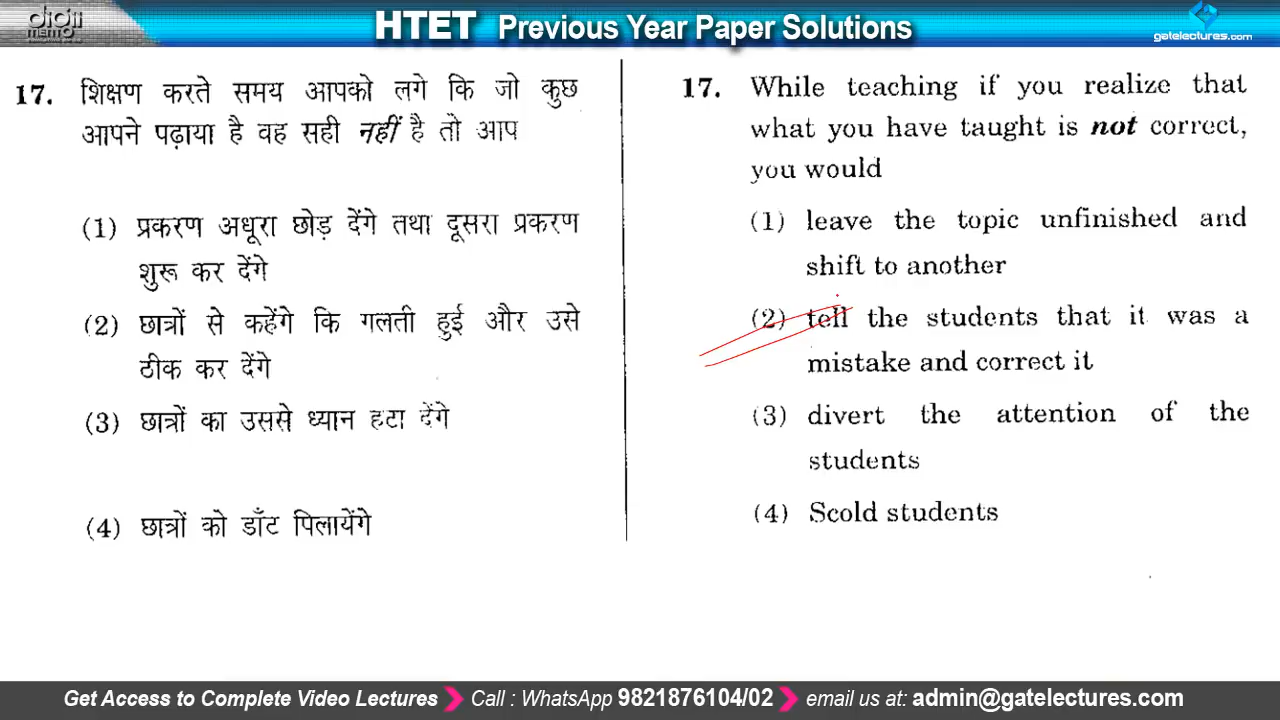 digii
MENTO
HTET Previous Year Paper Solutions
gatelectures.com
17. शिक्षण करते समय आपको लगे कि जो कुछ
आपने पढ़ाया है वह सही नहीं है तो आप
(1) प्रकरण अधूरा छोड़ देंगे तथा दूसरा प्रकरण
शुरू कर देंगे
(2) छात्रों से कहेंगे कि गलती हुई और उसे
ठीक कर देंगे
(3) छात्रों का उससे ध्यान हटा देंगे
(4) छात्रों को डाँट पिलायेंगे
17. While teaching if you realize that
what you have taught is not correct,
you would
(1) leave the topic unfinished and
shift to another
(2) tell the students that it was a
mistake and correct it
(3) divert the attention of the
students
(4) Scold students
Get Access to Complete Video Lectures Call : WhatsApp 9821876104/02 email us at: admin@gatelectures.com